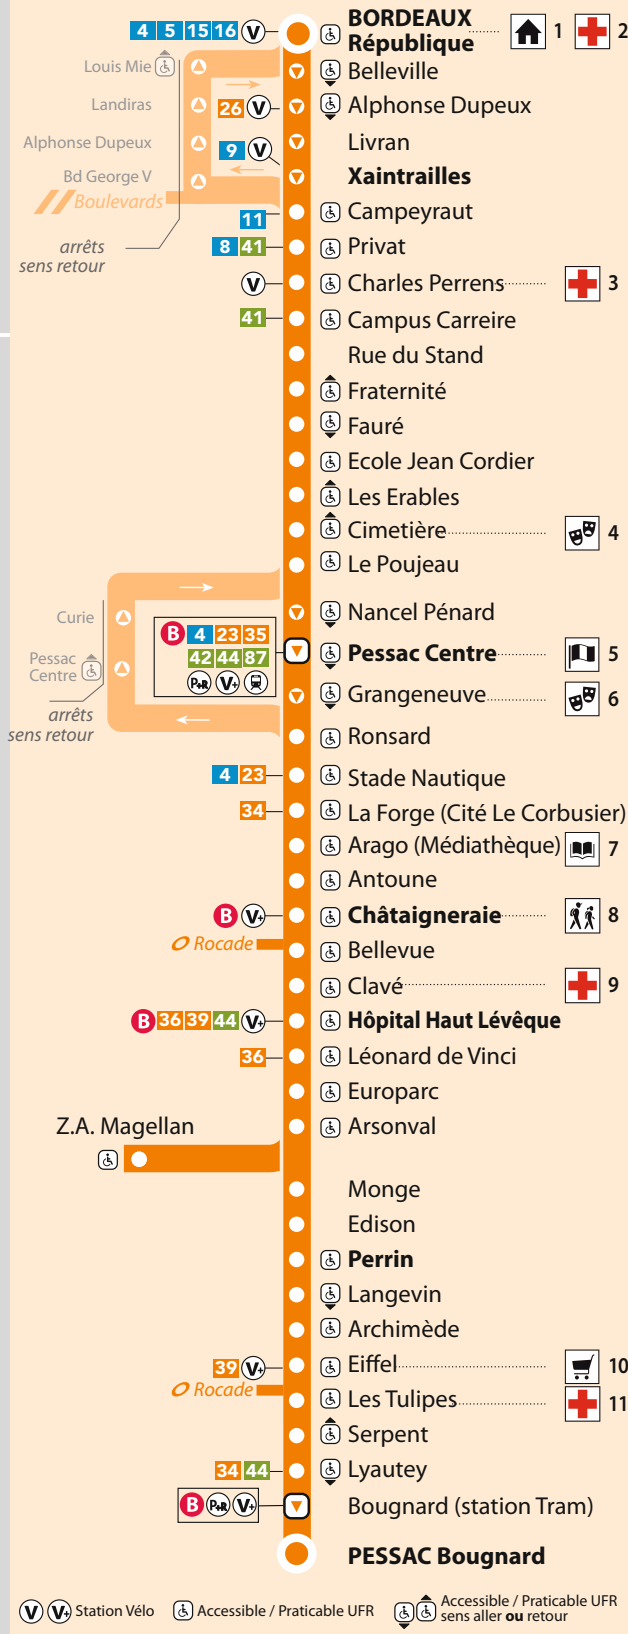 4 5 15 16 V BORDEAUX
République 1 2
Louis Mie
Belleville
Landiras
26 V Alphonse Dupeux
Alphonse Dupeux
9 V Livran
Bd George V
Xaintrailles
Boulevards
11 Campeyraut
arrêts
sens retour
8 41 Privat
V Charles Perrens 3
41 Campus Carreire
Rue du Stand
Fraternité
Fauré
Ecole Jean Cordier
Les Erables
Cimetière 4
Le Poujeau
Curie
Nancel Pénard
B 4 23 35
42 44 87
P+R V+
Pessac
Centre
Pessac Centre 5
arrêts
sens retour
Grangeneuve 6
Ronsard
4 23 Stade Nautique
34 La Forge (Cité Le Corbusier)
Arago (Médiathèque) 7
Antoune
B V+ Châtaigneraie 8
Rocade
Bellevue
Clavé 9
B 36 39 44 V+ Hôpital Haut Lévêque
36 Léonard de Vinci
Europarc
Z.A. Magellan
Arsonval
Monge
Edison
Perrin
Langevin
Archimède
39 V+ Eiffel 10
Rocade
Les Tulipes 11
Serpent
34 44 Lyautey
B P+R V+ Bougnard (station Tram)
PESSAC Bougnard
V V+ Station Vélo
Accessible / Praticable UFR
Accessible / Praticable UFR
sens aller ou retour